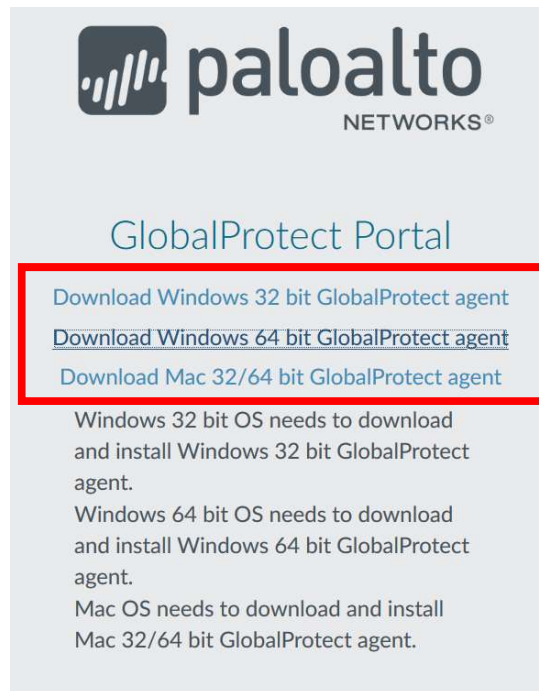 paloalto
NETWORKS®
GlobalProtect Portal
Download Windows 32 bit GlobalProtect agent
Download Windows 64 bit GlobalProtect agent
Download Mac 32/64 bit GlobalProtect agent
Windows 32 bit OS needs to download
and install Windows 32 bit GlobalProtect
agent.
Windows 64 bit OS needs to download
and install Windows 64 bit GlobalProtect
agent.
Mac OS needs to download and install
Mac 32/64 bit GlobalProtect agent.